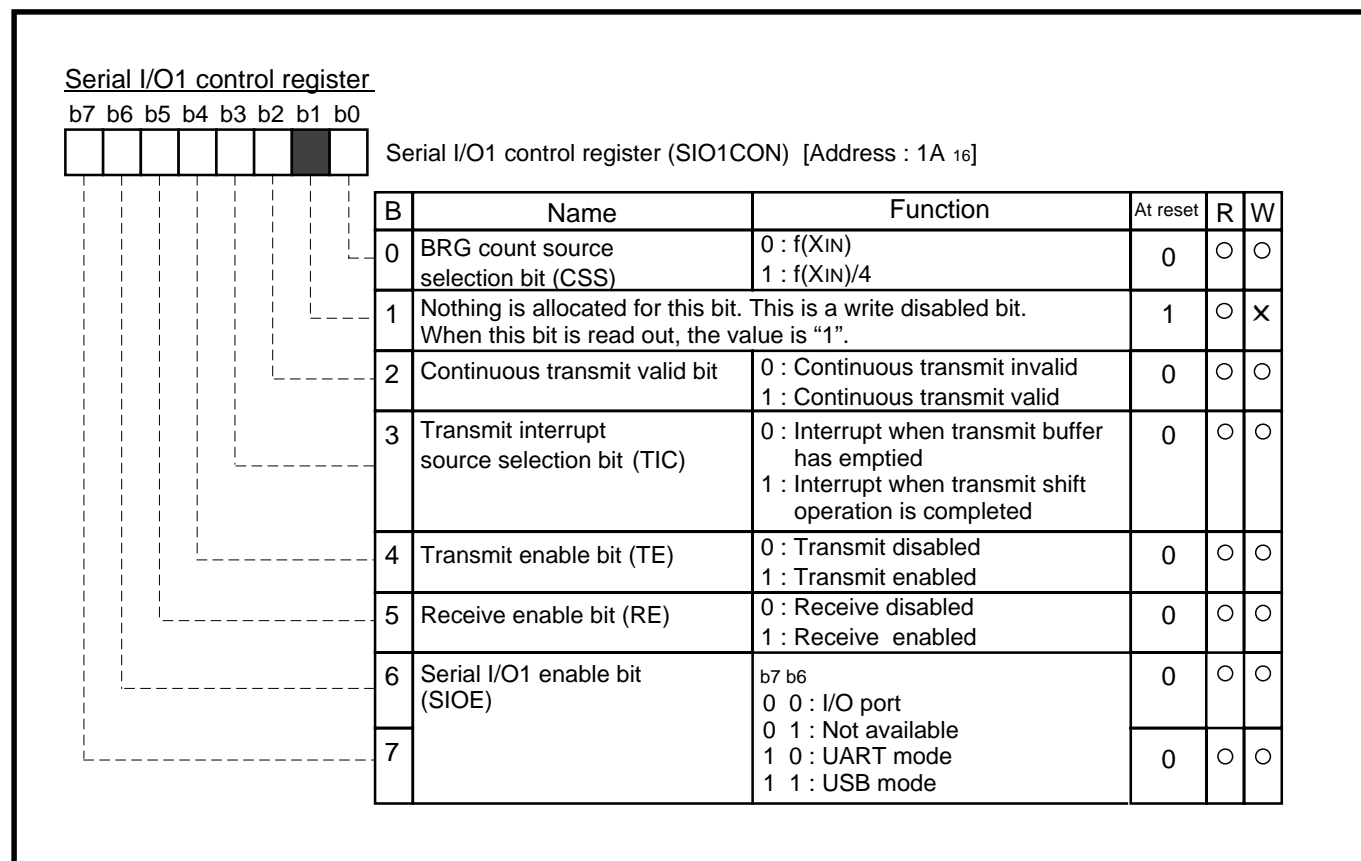 Serial I/O1 control register
b7 b6 b5 b4 b3 b2 b1 b0
Serial I/O1 control register (SIO1CON) [Address : 1A 16]
B Name Function At reset R W
0 BRG count source selection bit (CSS) 0 : f(XIN) 1 : f(XIN)/4 0 ○ ○
1 Nothing is allocated for this bit. This is a write disabled bit. When this bit is read out, the value is “1”. 1 ○ ×
2 Continuous transmit valid bit 0 : Continuous transmit invalid 1 : Continuous transmit valid 0 ○ ○
3 Transmit interrupt source selection bit (TIC) 0 : Interrupt when transmit buffer has emptied 1 : Interrupt when transmit shift operation is completed 0 ○ ○
4 Transmit enable bit (TE) 0 : Transmit disabled 1 : Transmit enabled 0 ○ ○
5 Receive enable bit (RE) 0 : Receive disabled 1 : Receive enabled 0 ○ ○
6 Serial I/O1 enable bit (SIOE) b7 b6 0 ○ ○
0 0 : I/O port
0 1 : Not available
7 1 0 : UART mode 0 ○ ○
1 1 : USB mode